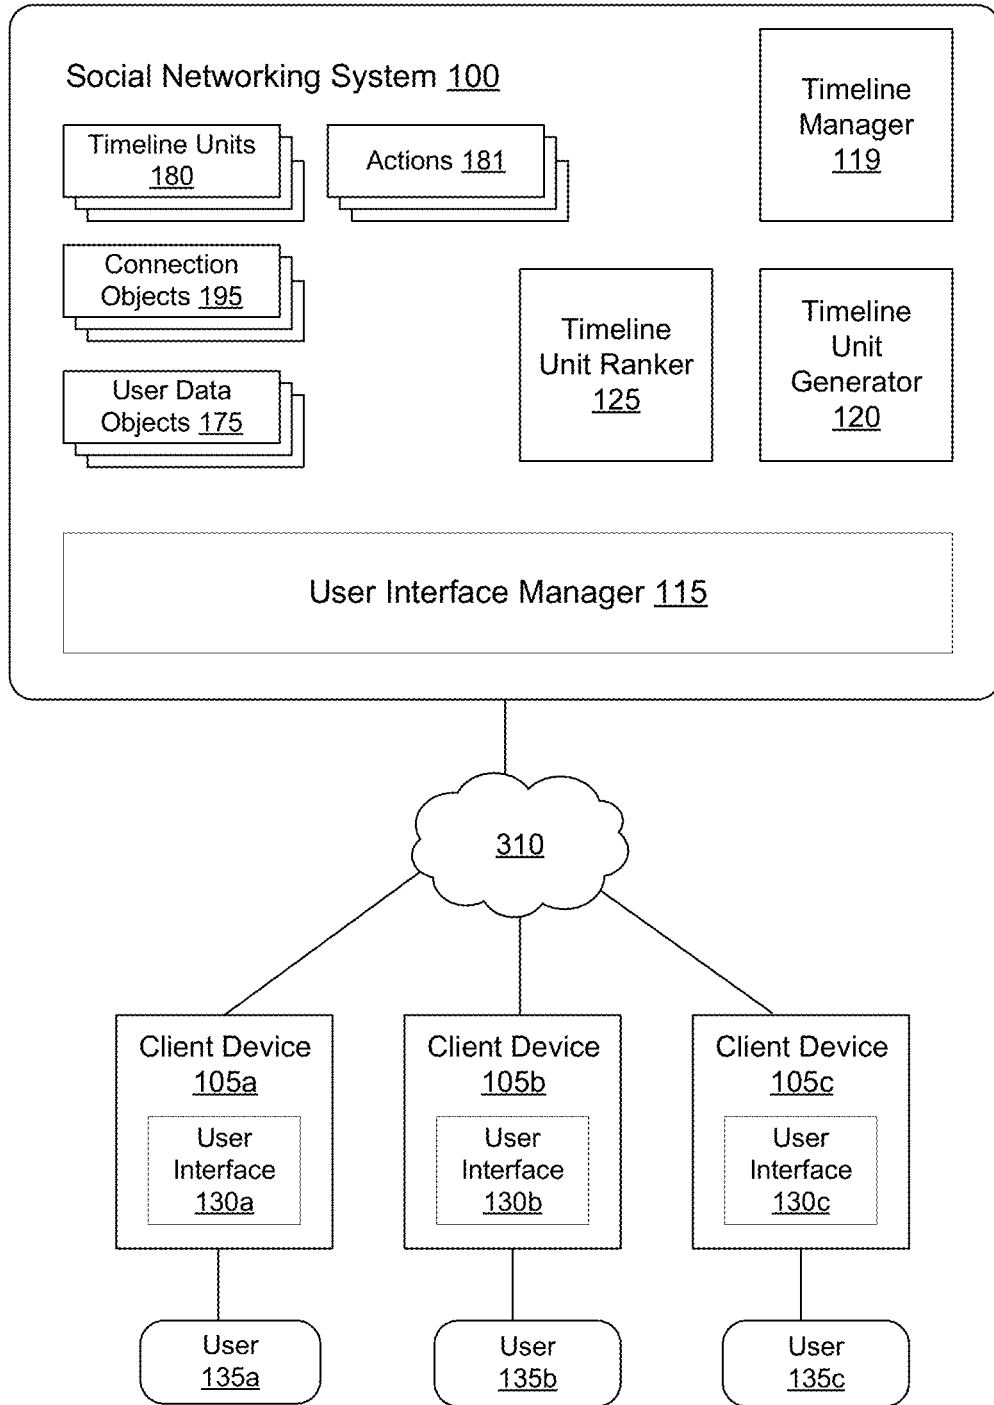 Social Networking System 100
Timeline
Manager
119
Timeline Units
180
Actions 181
Connection
Objects 195
Timeline
Unit Ranker
125
Timeline
Unit
Generator
120
User Data
Objects 175
User Interface Manager 115
310
Client Device
105a
User
Interface
130a
Client Device
105b
User
Interface
130b
Client Device
105c
User
Interface
130c
User
135a
User
135b
User
135c